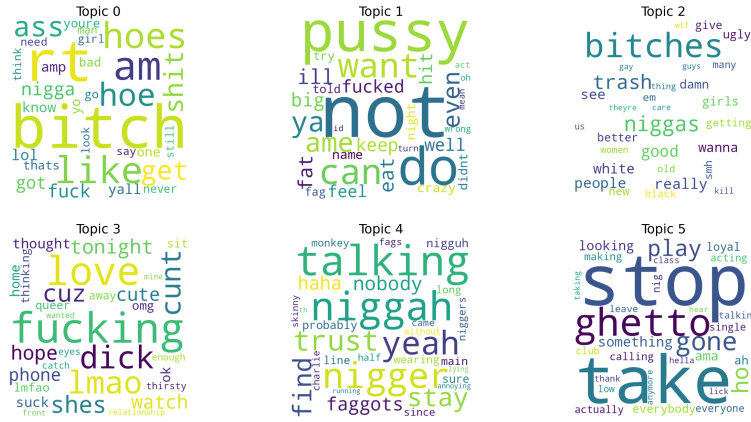 Topic 0
ass youre
man
need girl
hoes
think
rt
am
shits
amp
bad
nigga
go
hoe
know
yo
bitch
look
still
lol
say one
thats
like
get
got
fuck
yall
never
Topic 1
pussy
try
want
hit
act
oh
ill
told
fucked
even
mean
big
not
ya
id
night
wrong
ame
keep
turn
well
fat
name
can
eat
do
didnt
fag
feel
crazy
Topic 2
wtf
give
ugly
bitches
gay
guys
many
trash
thing
damn
see
em
girls
theyre
care
us
niggas
getting
better
women
good
wanna
white
old
smh
people
really
new
black
kill
Topic 3
thought
tonight
sit
home
thinking
love
mine
cunt
cuz
away
cute
queer
omg
wanted
fucking
hope
eyes
dick
enough
catch
phone
lmao
ok
lmfao
thirsty
suck
shes
watch
front
relationship
Topic 4
monkey
fags
nigguh
talking
haha
nobody
long
skinny
niggah
th
probably
came
without
niggers
trust
yeah
line
half
wearing
main
charlie
lying
find
nigger
sure
annoying
running
faggots
stay
since
Topic 5
looking
play
loyal
making
class
acting
taking
stop
nig
leave
hear
talkin
ghetto
single
something
gone
club
calling
ama
hella
ah
take
hoe
thank
low
anymore
lick
actually
everybody
everyone